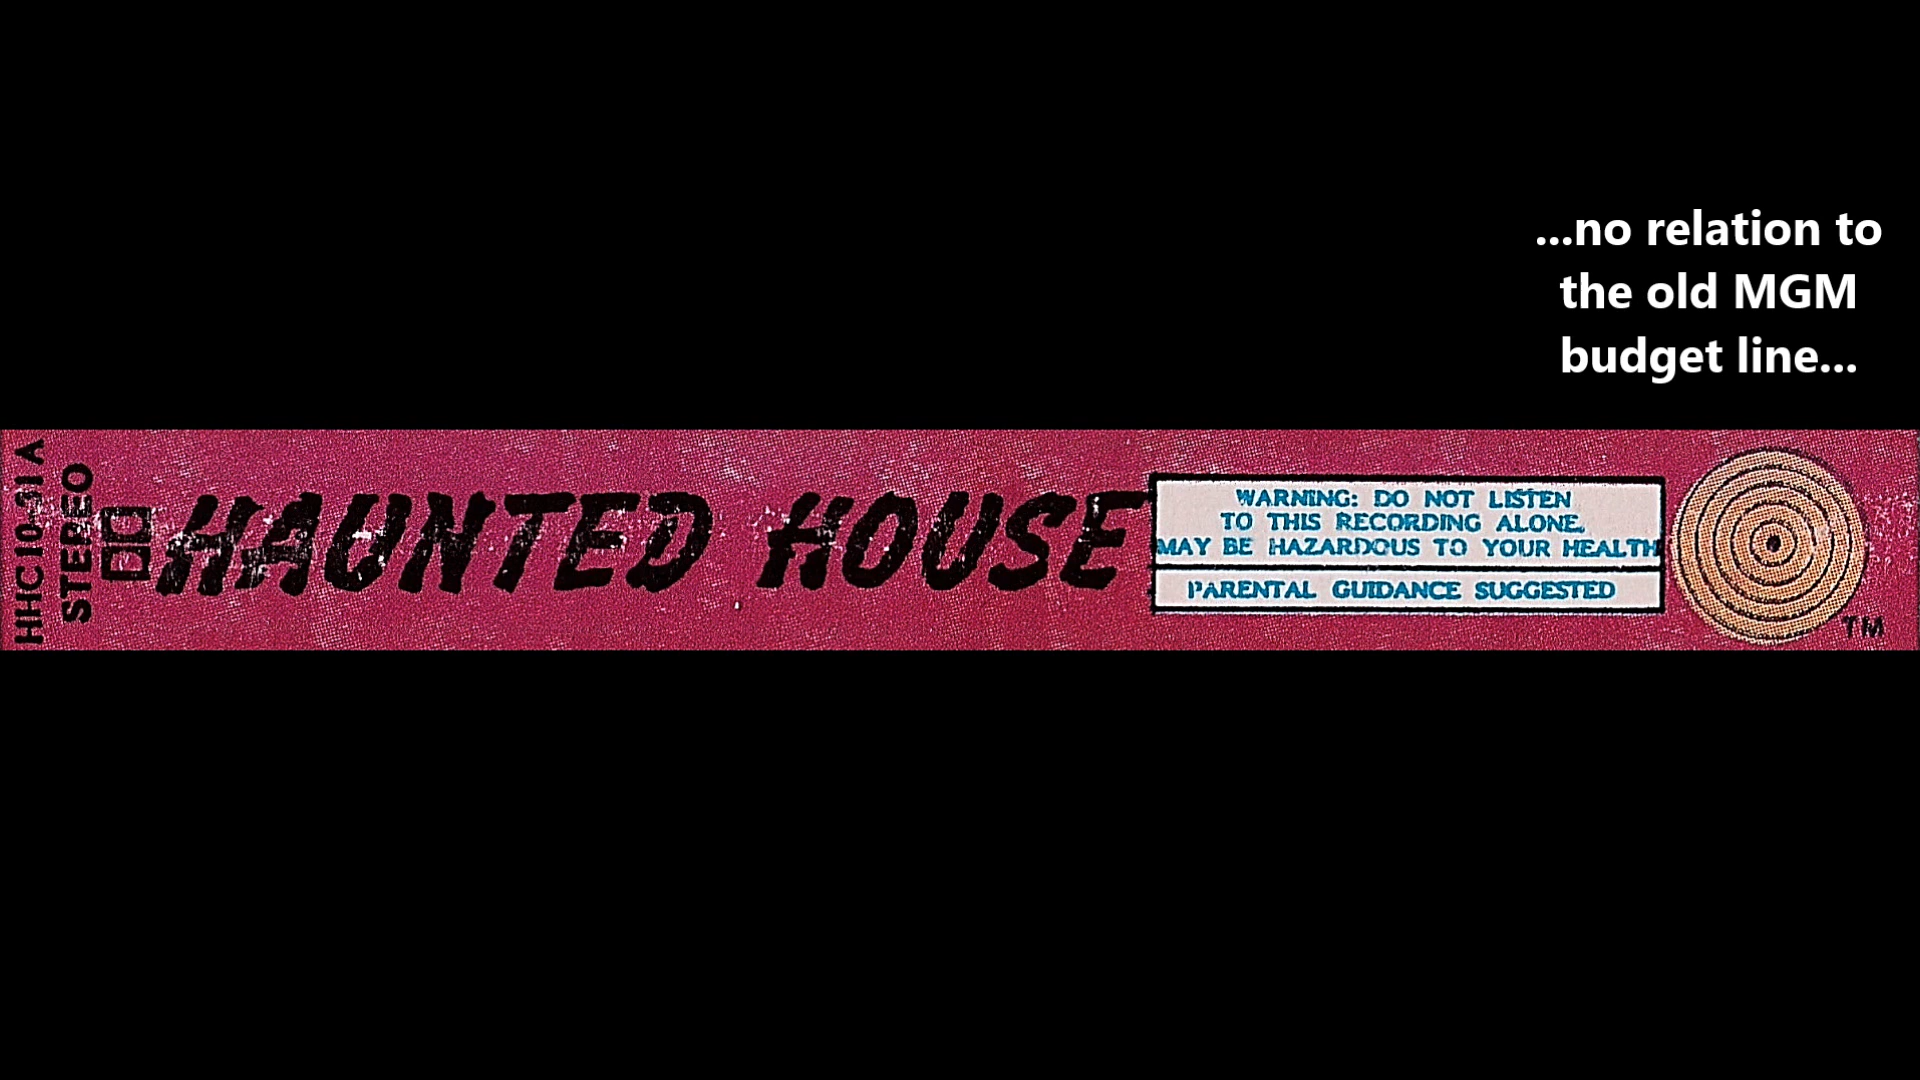 ...no relation to
the old MGM
budget line...
HHC10-91 A
STEREO
HAUNTED HOUSE
WARNING: DO NOT LISTEN
TO THIS RECORDING ALONE.
MAY BE HAZARDOUS TO YOUR HEALTH
PARENTAL GUIDANCE SUGGESTED
TM